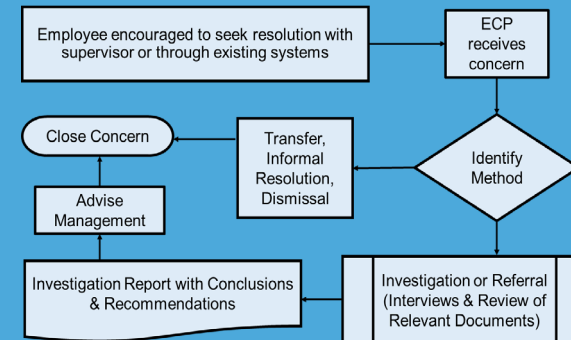 Employee encouraged to seek resolution with
supervisor or through existing systems
ECP
receives
concern
Identify
Method
Transfer,
Informal
Resolution,
Dismissal
Close Concern
Advise
Management
Investigation or Referral
(Interviews & Review of
Relevant Documents)
Investigation Report with Conclusions
& Recommendations